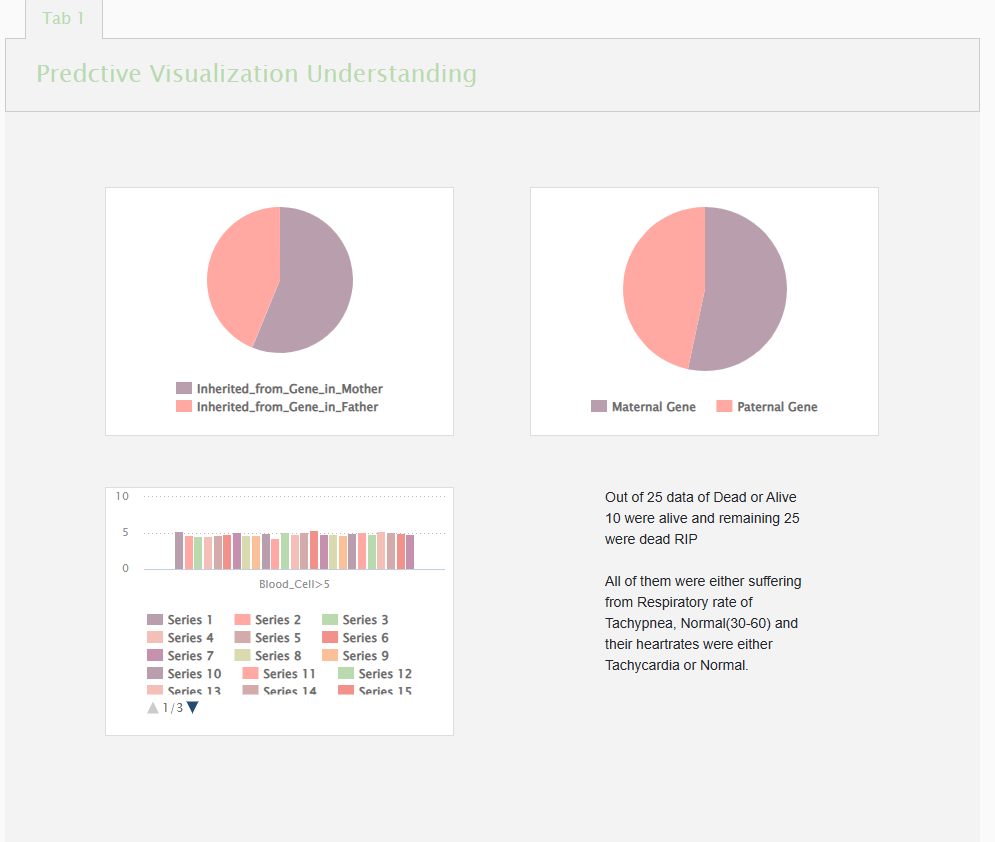 Tab 1
Predctive Visualization Understanding
Inherited_from_Gene_in_Mother
Inherited_from_Gene_in_Father
Maternal Gene
Paternal Gene
10
5
0
Blood_Cell>5
Series 1 Series 2 Series 3
Series 4 Series 5 Series 6
Series 7 Series 8 Series 9
Series 10 Series 11 Series 12
Series 13 Series 14 Series 15
1/3
Out of 25 data of Dead or Alive
10 were alive and remaining 25
were dead RIP
All of them were either suffering
from Respiratory rate of
Tachypnea, Normal(30-60) and
their heartrates were either
Tachycardia or Normal.